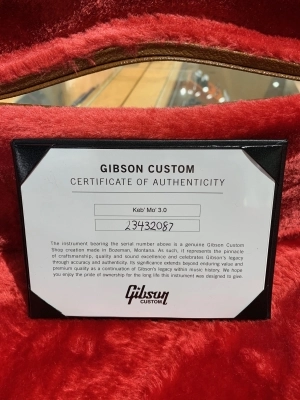 GIBSON CUSTOM
CERTIFICATE OF AUTHENTICITY
Keb' Mo' 3.0
23432087
The instrument bearing the serial number above is a genuine Gibson Custom
Shop creation made in Bozeman, Montana. As such, it represents the pinnacle
of craftsmanship, quality and sound excellence and celebrates Gibson's legacy
through accuracy and authenticity. Its significance extends beyond enduring value and
premium quality as a continuation of Gibson's legacy within music history. We hope
you enjoy the pride of ownership for the long life this instrument was designed to give.
Gibson
CUSTOM